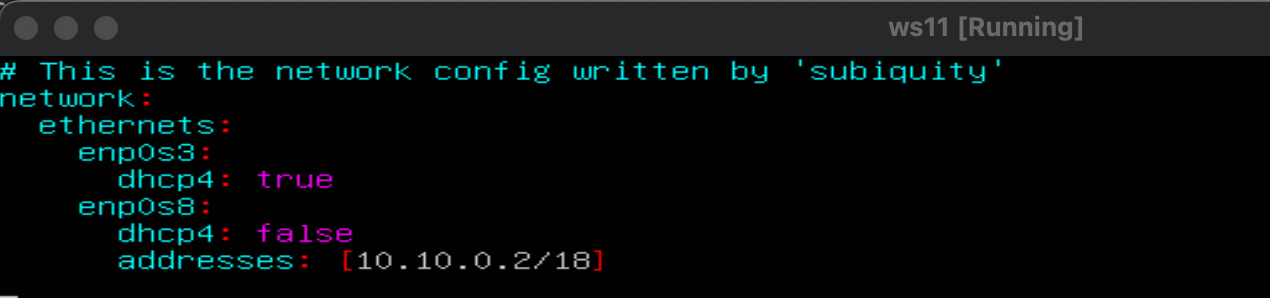 ws11 [Running]
# This is the network config written by 'subiquity'
network:
  ethernets:
    enp0s3:
      dhcp4: true
    enp0s8:
      dhcp4: false
      addresses: [10.10.0.2/18]